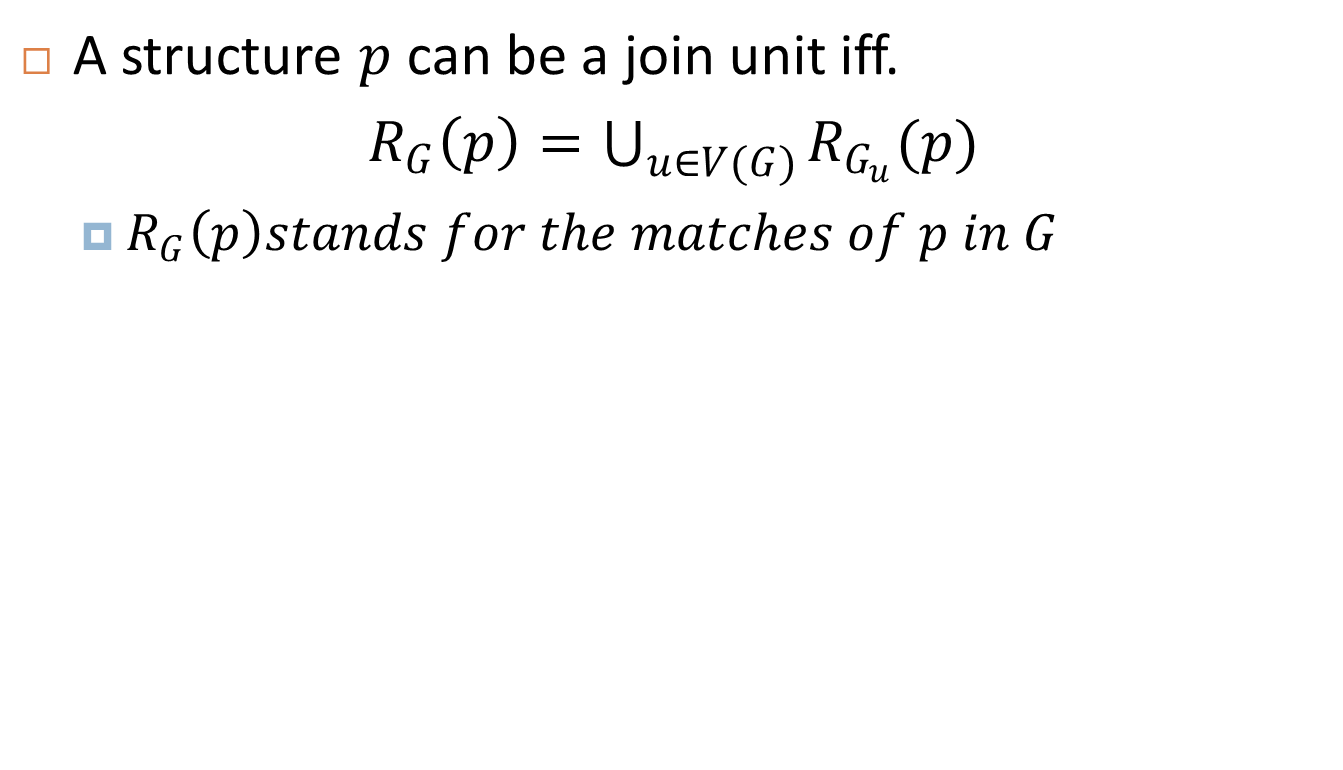 A structure 𝑝 can be a join unit iff.
𝑅_𝐺(𝑝) = ⋃_{𝑢∈𝑉(𝐺)} 𝑅_{𝐺_𝑢}(𝑝)
𝑅_𝐺(𝑝)stands for the matches of p in G